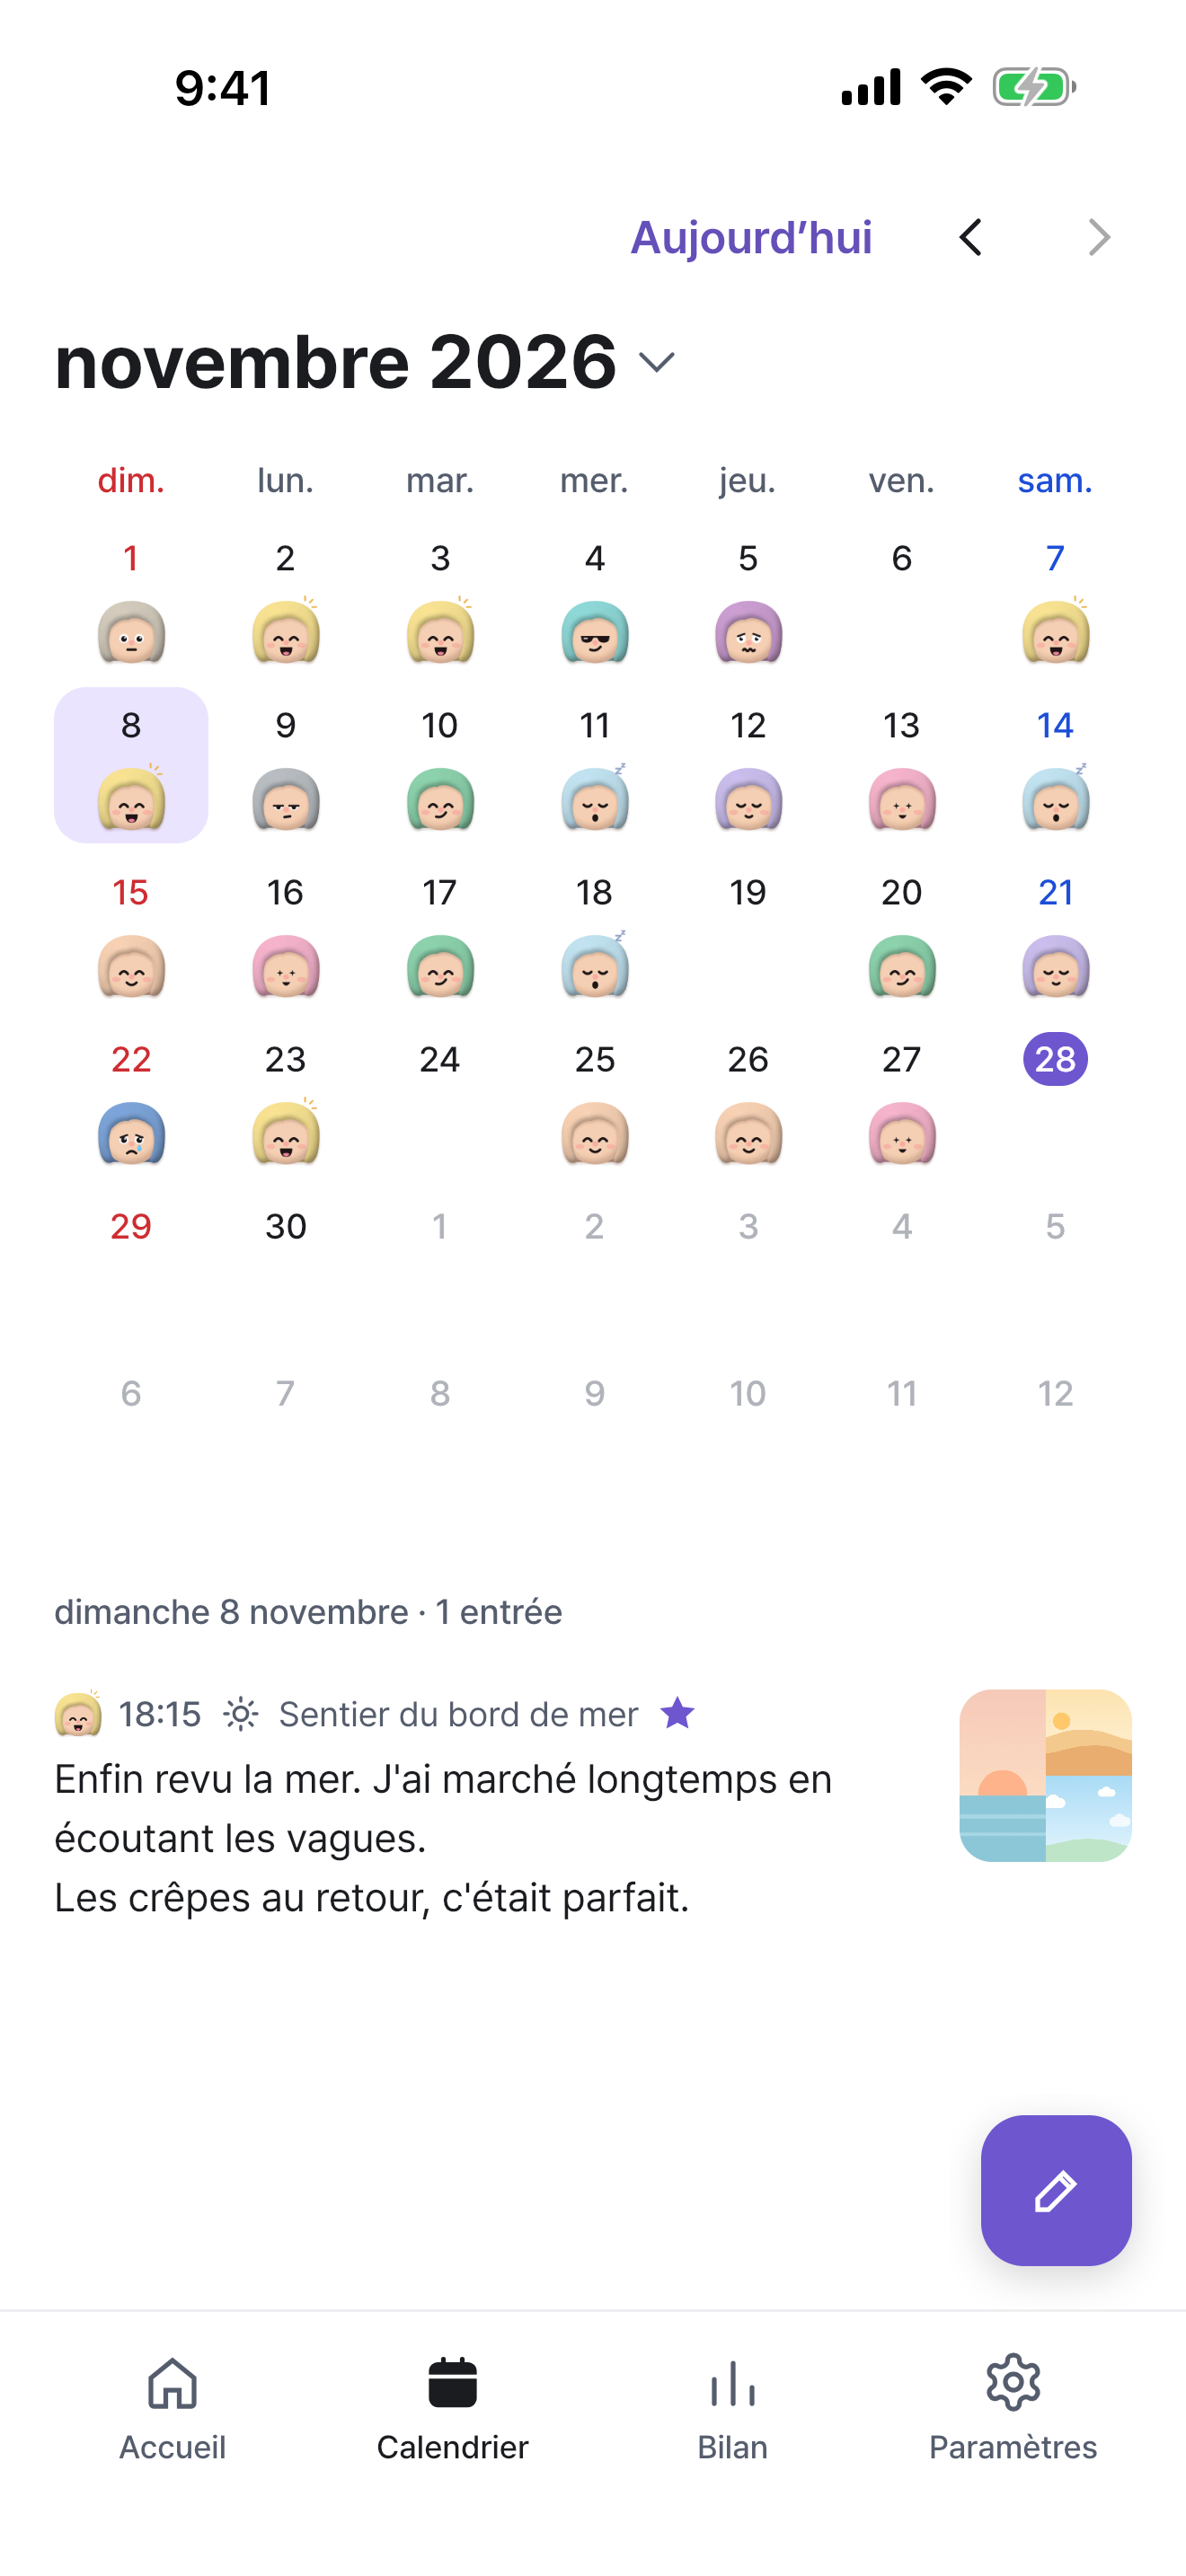 9:41
Aujourd’hui
novembre 2026
dim. lun. mar. mer. jeu. ven. sam.
1 2 3 4 5 6 7
8 9 10 11 12 13 14
15 16 17 18 19 20 21
22 23 24 25 26 27 28
29 30 1 2 3 4 5
6 7 8 9 10 11 12
dimanche 8 novembre · 1 entrée
18:15 Sentier du bord de mer
Enfin revu la mer. J'ai marché longtemps en
écoutant les vagues.
Les crêpes au retour, c'était parfait.
Accueil Calendrier Bilan Paramètres